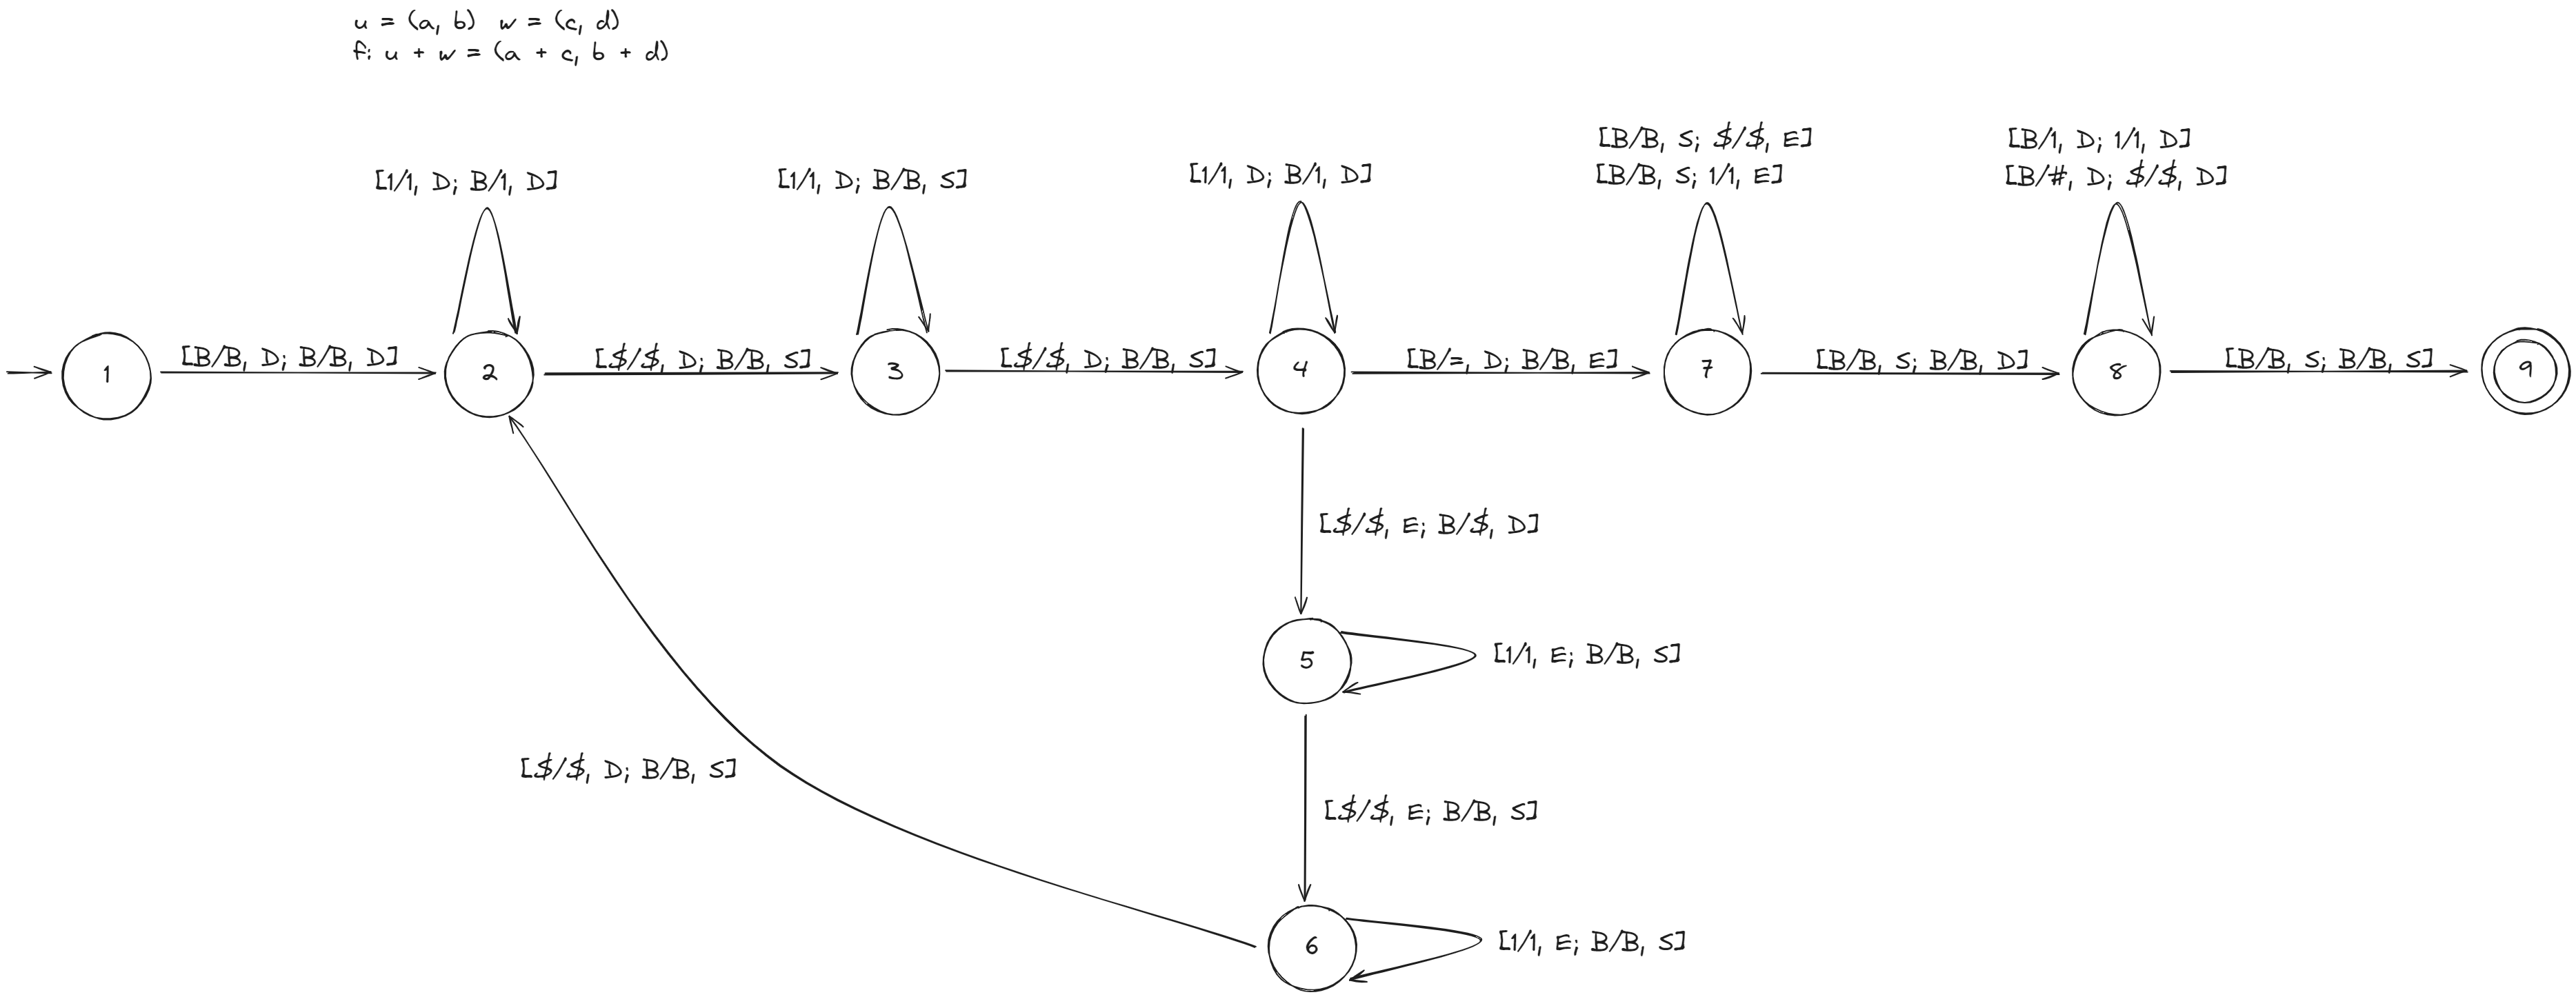 u = (a, b) w = (c, d)
f: u + w = (a + c, b + d)
[B/B, S; $/$, E]
[B/B, S; 1/1, E]
[B/1, D; 1/1, D]
[B/#, D; $/$, D]
[1/1, D; B/1, D]
[1/1, D; B/B, S]
[1/1, D; B/1, D]
1
[B/B, D; B/B, D]
2
[$/$, D; B/B, S]
3
[$/$, D; B/B, S]
4
[B/=, D; B/B, E]
7
[B/B, S; B/B, D]
8
[B/B, S; B/B, S]
9
[$/$, E; B/$, D]
5
[1/1, E; B/B, S]
[$/$, D; B/B, S]
[$/$, E; B/B, S]
6
[1/1, E; B/B, S]